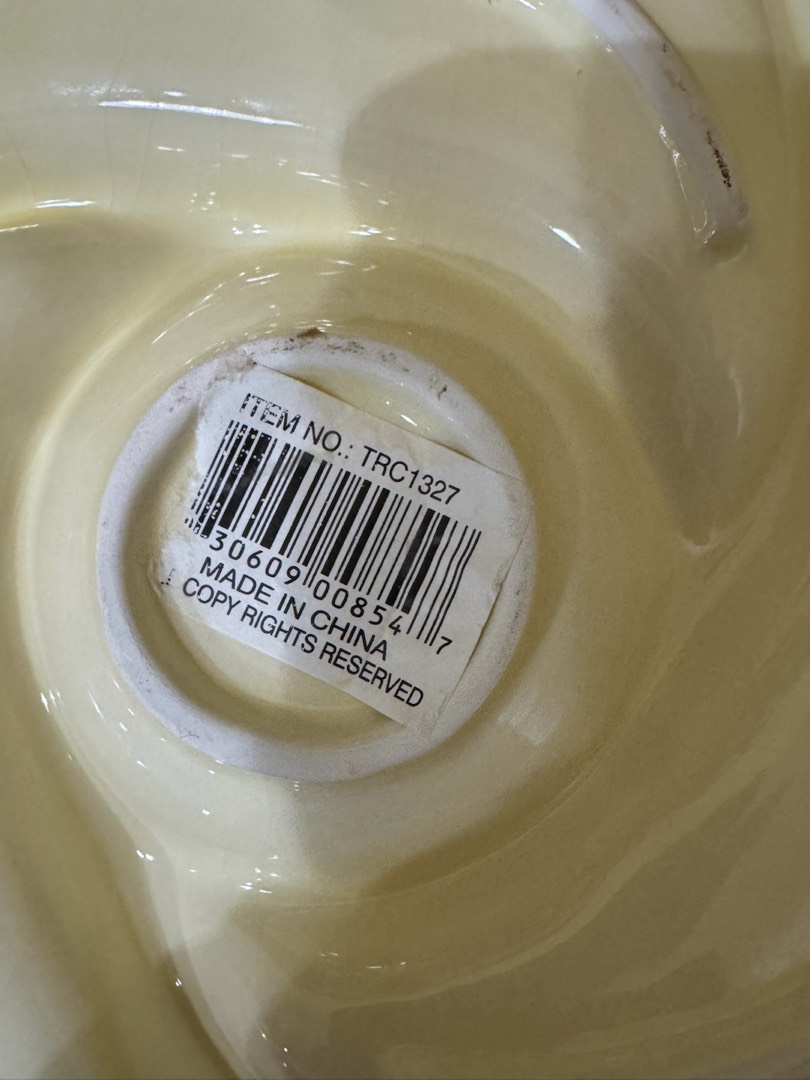 ITEM NO.: TRC1327
30609 00854 7
MADE IN CHINA
COPY RIGHTS RESERVED